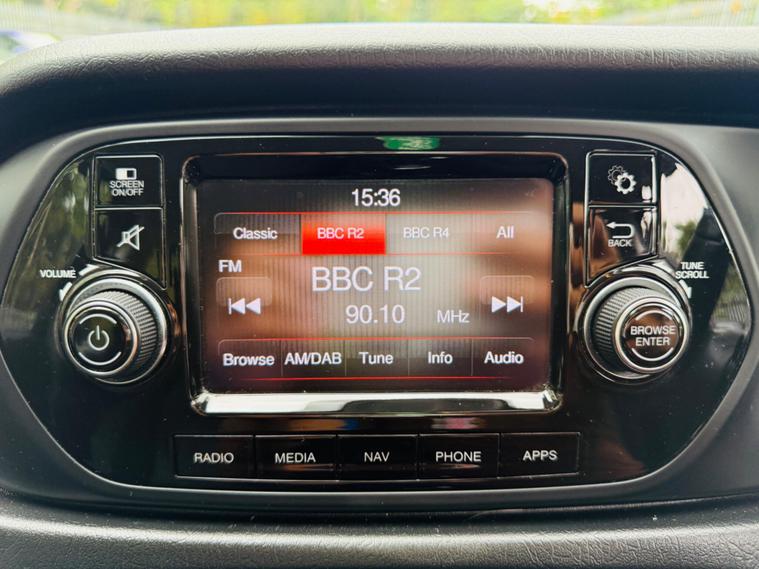 15:36
SCREEN
ON/OFF
Classic
BBC R2
BBC R4
All
BACK
FM
VOLUME
BBC R2
TUNE
SCROLL
90.10 MHz
BROWSE
ENTER
Browse
AM/DAB
Tune
Info
Audio
RADIO
MEDIA
NAV
PHONE
APPS